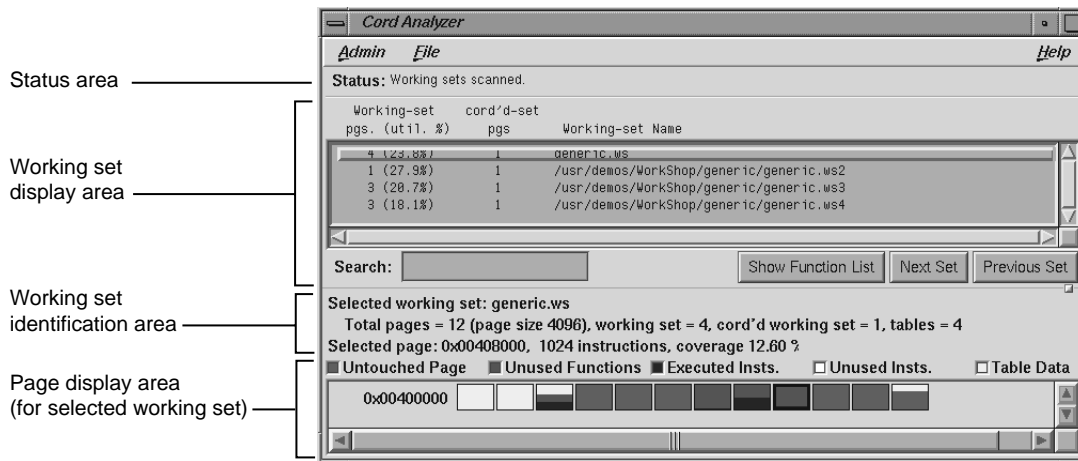 Cord Analyzer
Admin File Help
Status area
Status: Working sets scanned.
Working-set cord'd-set
pgs. (util. %) pgs Working-set Name
4 (23.8%) 1 generic.ws
1 (27.9%) 1 /usr/demos/WorkShop/generic/generic.ws2
Working set
display area
3 (20.7%) 1 /usr/demos/WorkShop/generic/generic.ws3
3 (18.1%) 1 /usr/demos/WorkShop/generic/generic.ws4
Search: Show Function List Next Set Previous Set
Working set
identification area
Selected working set: generic.ws
Total pages = 12 (page size 4096), working set = 4, cord'd working set = 1, tables = 4
Selected page: 0x00408000, 1024 instructions, coverage 12.60 %
Untouched Page Unused Functions Executed Insts. Unused Insts. Table Data
Page display area
(for selected working set)
0x00400000